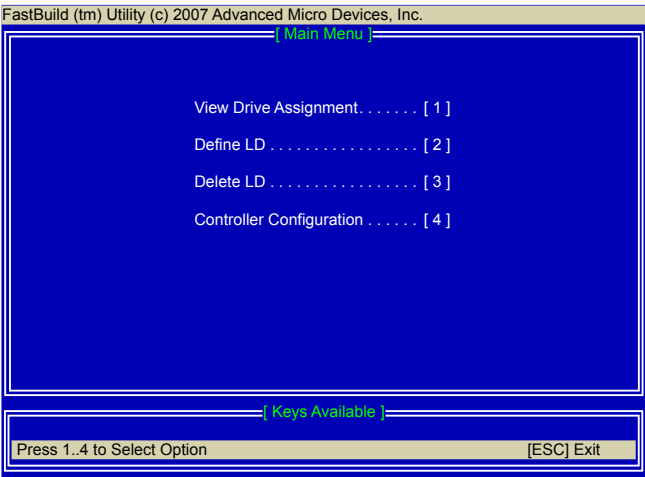 FastBuild (tm) Utility (c) 2007 Advanced Micro Devices, Inc.
[ Main Menu ]
View Drive Assignment. . . . . . . [ 1 ]
Define LD . . . . . . . . . . . . . . . . . [ 2 ]
Delete LD . . . . . . . . . . . . . . . . . [ 3 ]
Controller Configuration . . . . . . [ 4 ]
[ Keys Available ]
Press 1..4 to Select Option [ESC] Exit